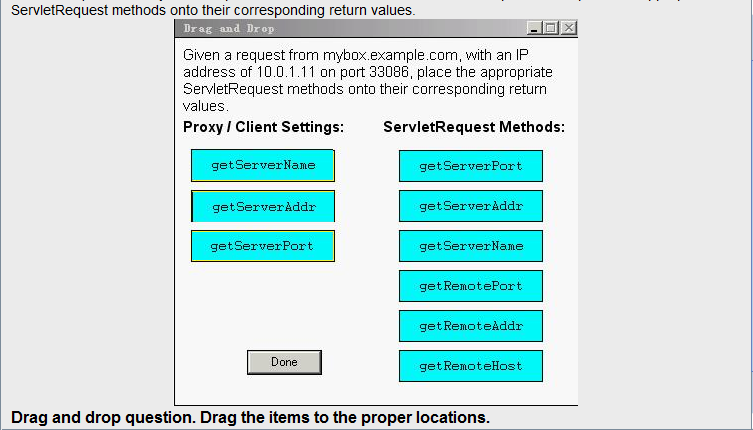 ServletRequest methods onto their corresponding return values.
Drag and Drop
Given a request from mybox.example.com, with an IP
address of 10.0.1.11 on port 33086, place the appropriate
ServletRequest methods onto their corresponding return
values.
Proxy / Client Settings: ServletRequest Methods:
getServerName getServerPort
getServerAddr getServerAddr
getServerPort getServerName
getRemotePort
getRemoteAddr
Done
getRemoteHost
Drag and drop question. Drag the items to the proper locations.